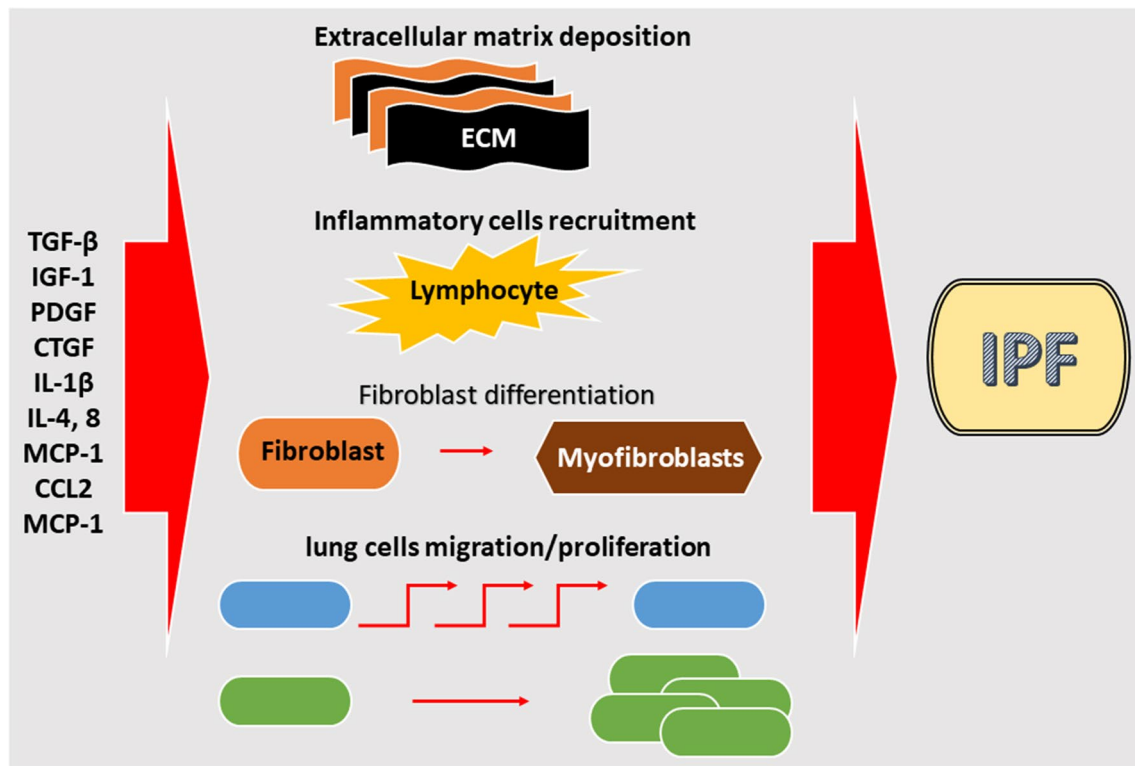 Extracellular matrix deposition
ECM
Inflammatory cells recruitment
Lymphocyte
TGF-β
IGF-1
PDGF
CTGF
IL-1β
IL-4, 8
MCP-1
CCL2
MCP-1
Fibroblast differentiation
Fibroblast
Myofibroblasts
lung cells migration/proliferation
IPF